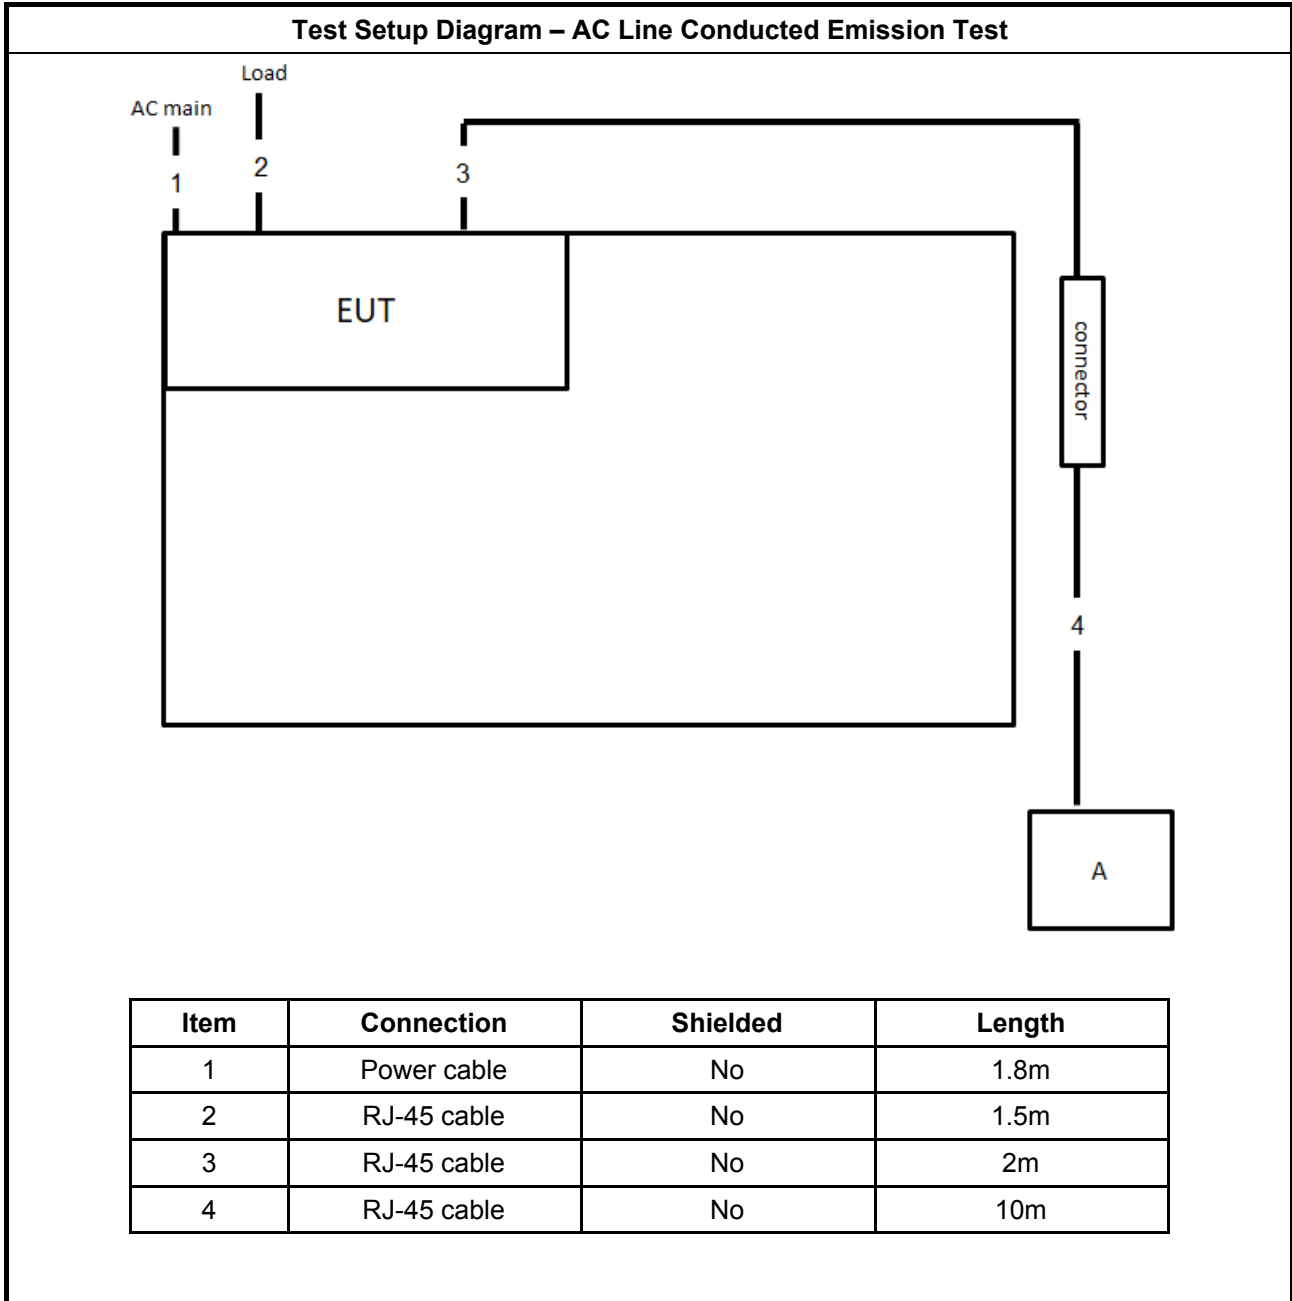 Test Setup Diagram – AC Line Conducted Emission Test
Load
AC main
1
2
3
EUT
connector
4
A
Item Connection Shielded Length
1 Power cable No 1.8m
2 RJ-45 cable No 1.5m
3 RJ-45 cable No 2m
4 RJ-45 cable No 10m